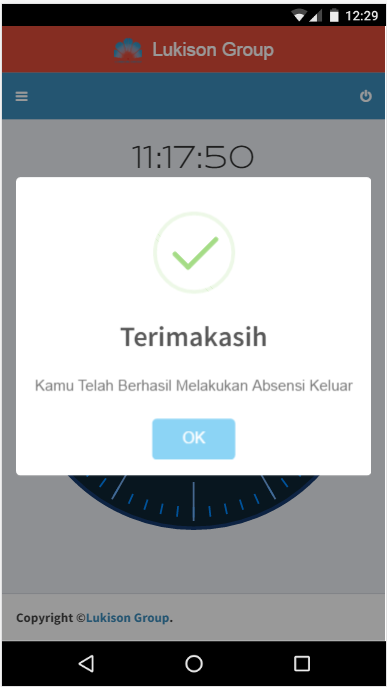 12:29
Lukison Group
11:17:50
Terimakasih
Kamu Telah Berhasil Melakukan Absensi Keluar
OK
Copyright ©Lukison Group.